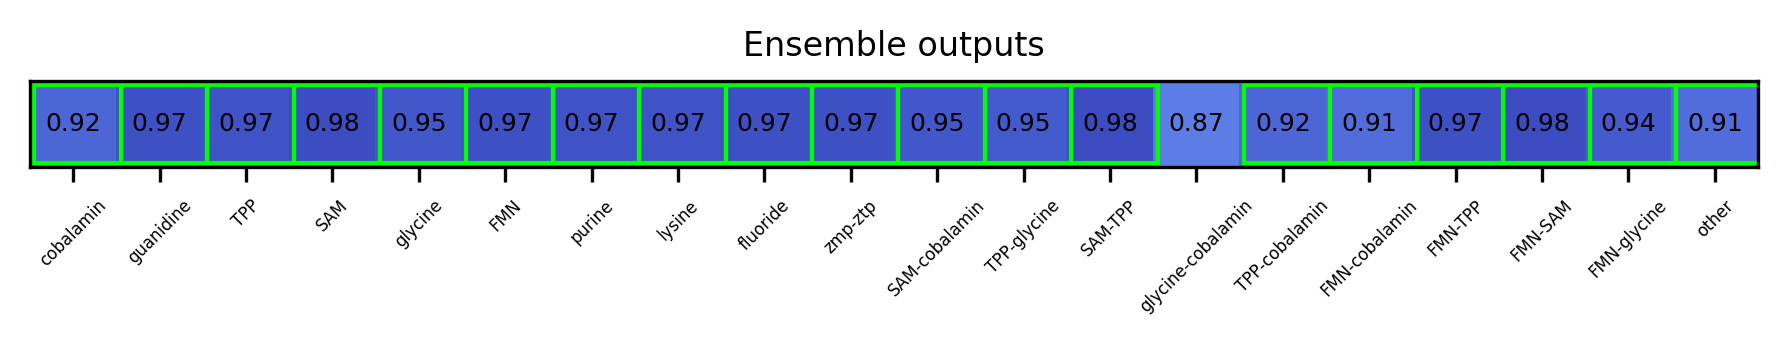 Ensemble outputs
0.92 0.97 0.97 0.98 0.95 0.97 0.97 0.97 0.97 0.97 0.95 0.95 0.98 0.87 0.92 0.91 0.97 0.98 0.94 0.91
cobalamin guanidine TPP SAM glycine FMN purine lysine fluoride zmp-ztp SAM-cobalamin TPP-glycine SAM-TPP glycine-cobalamin TPP-cobalamin FMN-cobalamin FMN-TPP FMN-SAM FMN-glycine other